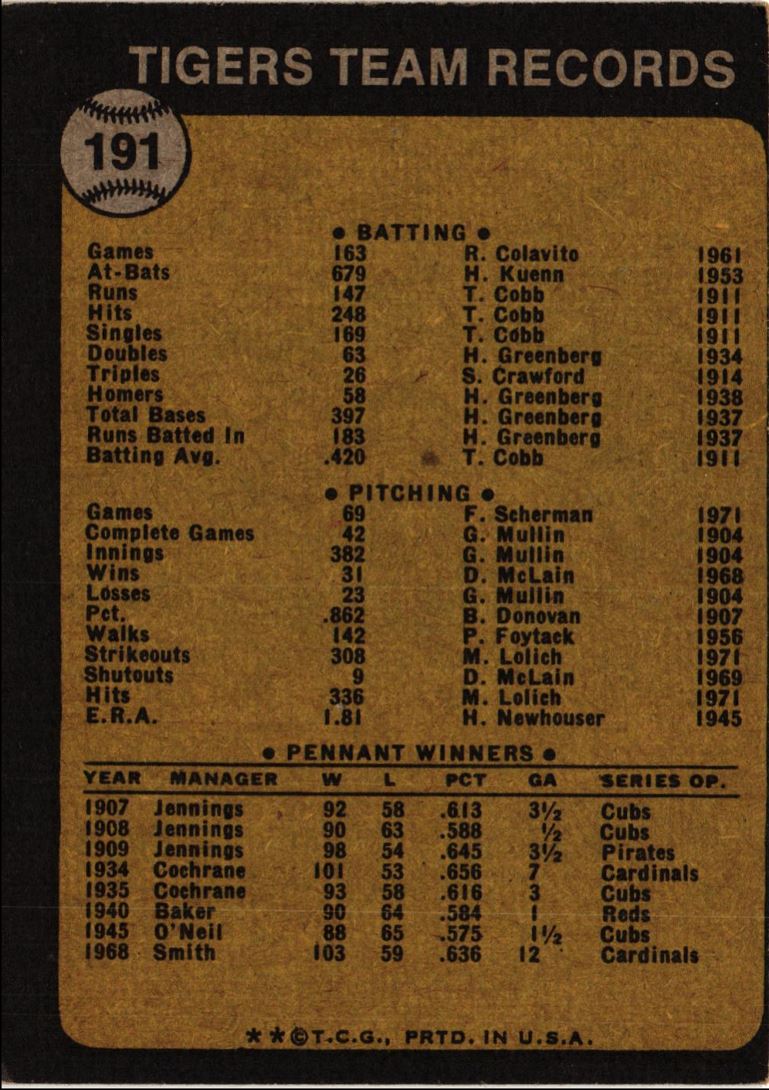 TIGERS TEAM RECORDS
191
● BATTING ●
Games 163 R. Colavito 1961
At-Bats 679 H. Kuenn 1953
Runs 147 T. Cobb 1911
Hits 248 T. Cobb 1911
Singles 169 T. Cobb 1911
Doubles 63 H. Greenberg 1934
Triples 26 S. Crawford 1914
Homers 58 H. Greenberg 1938
Total Bases 397 H. Greenberg 1937
Runs Batted In 183 H. Greenberg 1937
Batting Avg. .420 T. Cobb 1911
● PITCHING ●
Games 69 F. Scherman 1971
Complete Games 42 G. Mullin 1904
Innings 382 G. Mullin 1904
Wins 31 D. McLain 1968
Losses 23 G. Mullin 1904
Pct. .862 B. Donovan 1907
Walks 142 P. Foytack 1956
Strikeouts 308 M. Lolich 1971
Shutouts 9 D. McLain 1969
Hits 336 M. Lolich 1971
E.R.A. 1.81 H. Newhouser 1945
● PENNANT WINNERS ●
YEAR MANAGER W L PCT GA SERIES OP.
1907 Jennings 92 58 .613 3½ Cubs
1908 Jennings 90 63 .588 ½ Cubs
1909 Jennings 98 54 .645 3½ Pirates
1934 Cochrane 101 53 .656 7 Cardinals
1935 Cochrane 93 58 .616 3 Cubs
1940 Baker 90 64 .584 1 Reds
1945 O'Neil 88 65 .575 1½ Cubs
1968 Smith 103 59 .636 12 Cardinals
**©T.C.G., PRTD. IN U.S.A.